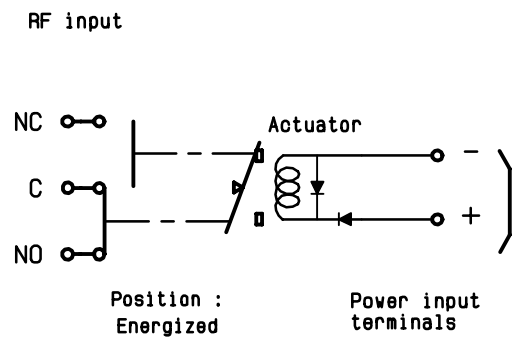 RF input
NC
Actuator
-
C
+
NO
Position :
Energized
Power input
terminals